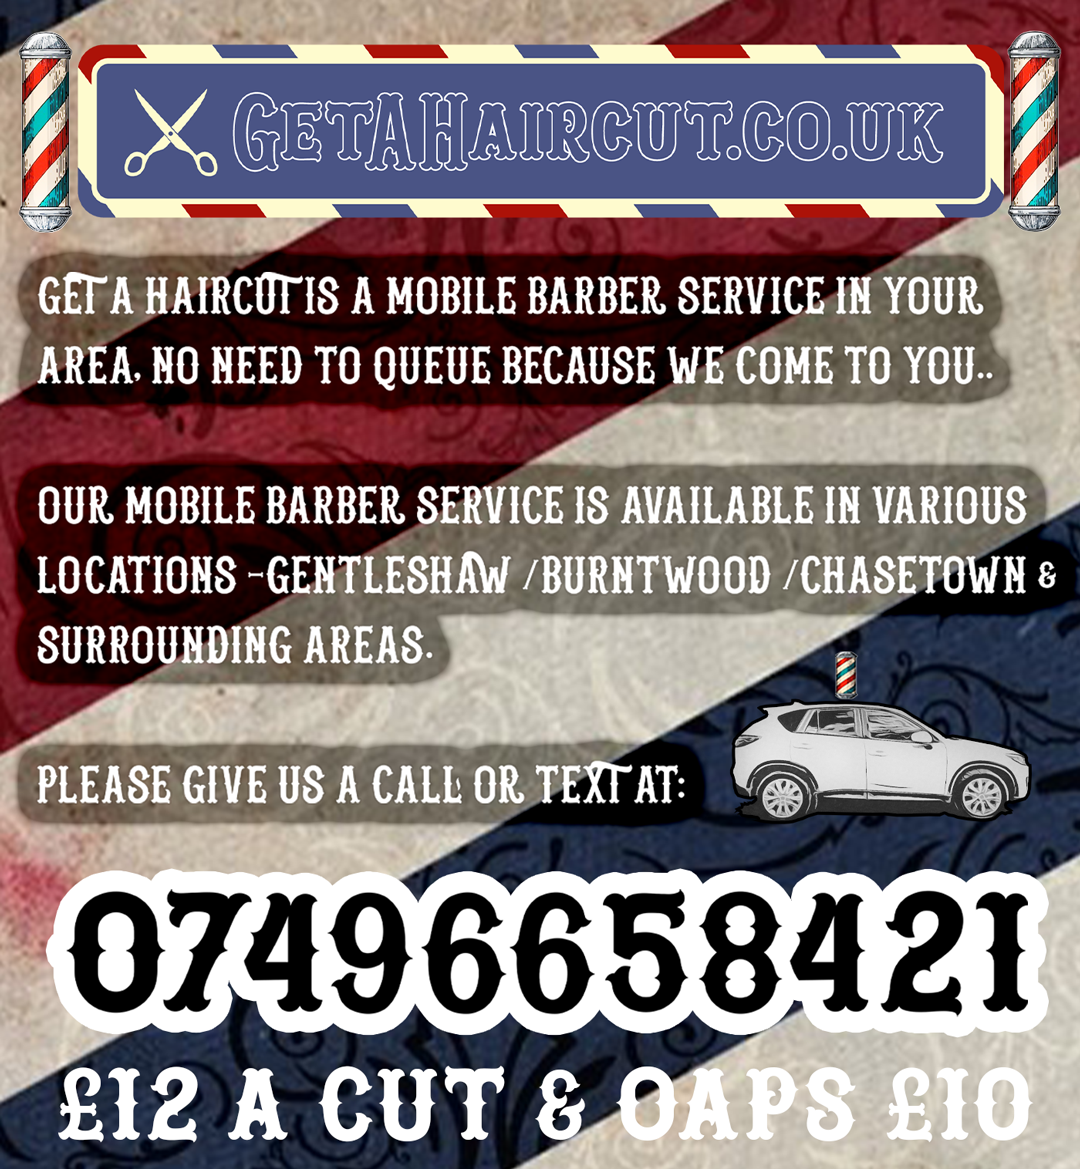 GetAHaircut.co.uk
GET A HAIRCUT IS A MOBILE BARBER SERVICE IN YOUR
AREA, NO NEED TO QUEUE BECAUSE WE COME TO YOU..
OUR MOBILE BARBER SERVICE IS AVAILABLE IN VARIOUS
LOCATIONS -GENTLESHAW /BURNTWOOD /CHASETOWN &
SURROUNDING AREAS.
PLEASE GIVE US A CALL OR TEXT AT:
07496658421
£12 A CUT & OAPS £10